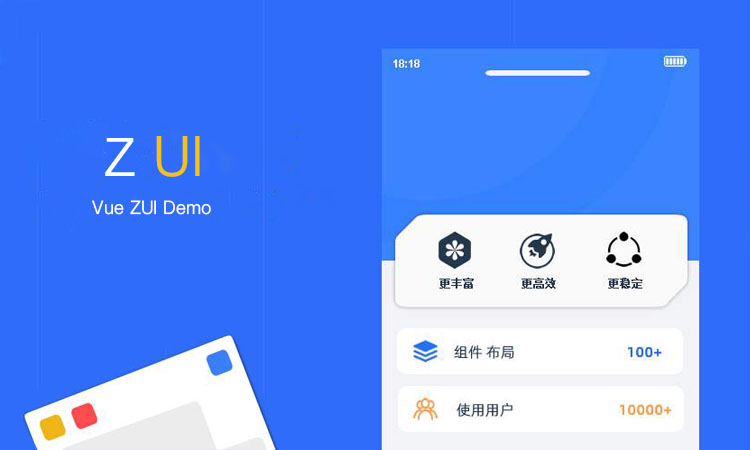 Z UI
Vue ZUI Demo
18:18
更丰富 更高效 更稳定
组件 布局 100+
使用用户 10000+